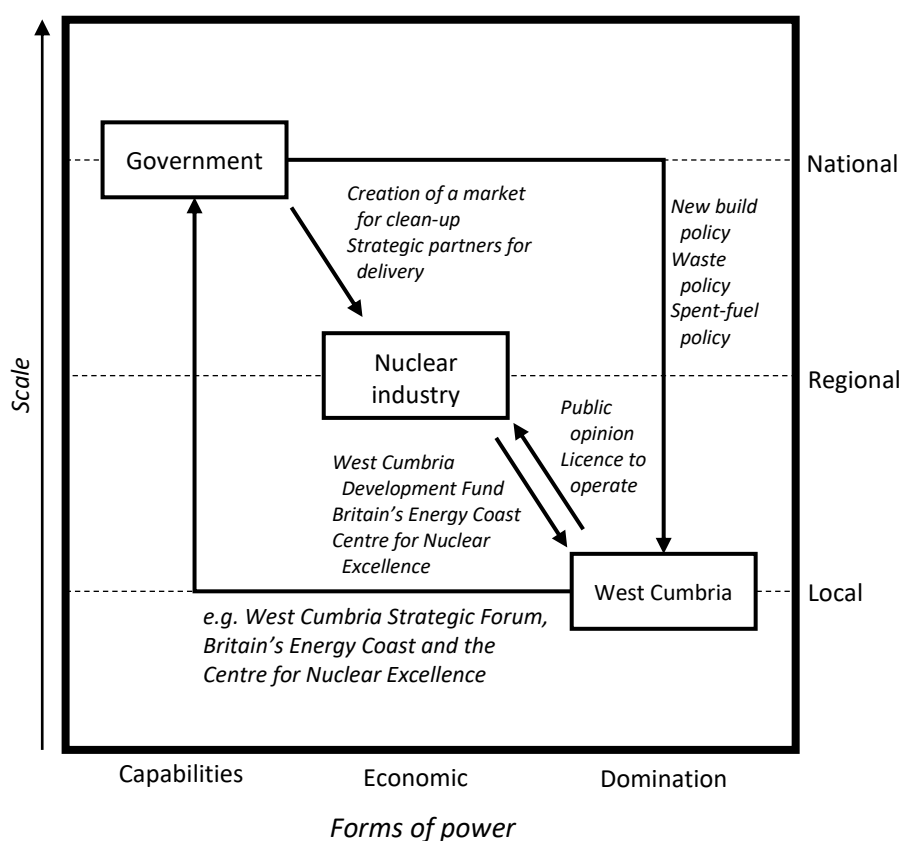 Government
National
Creation of a market
for clean-up
Strategic partners for
delivery
New build
policy
Waste
policy
Spent-fuel
policy
Scale
Nuclear
industry
Regional
Public
opinion
Licence to
operate
West Cumbria
Development Fund
Britain’s Energy Coast
Centre for Nuclear
Excellence
West Cumbria
Local
e.g. West Cumbria Strategic Forum,
Britain’s Energy Coast and the
Centre for Nuclear Excellence
Capabilities
Economic
Domination
Forms of power